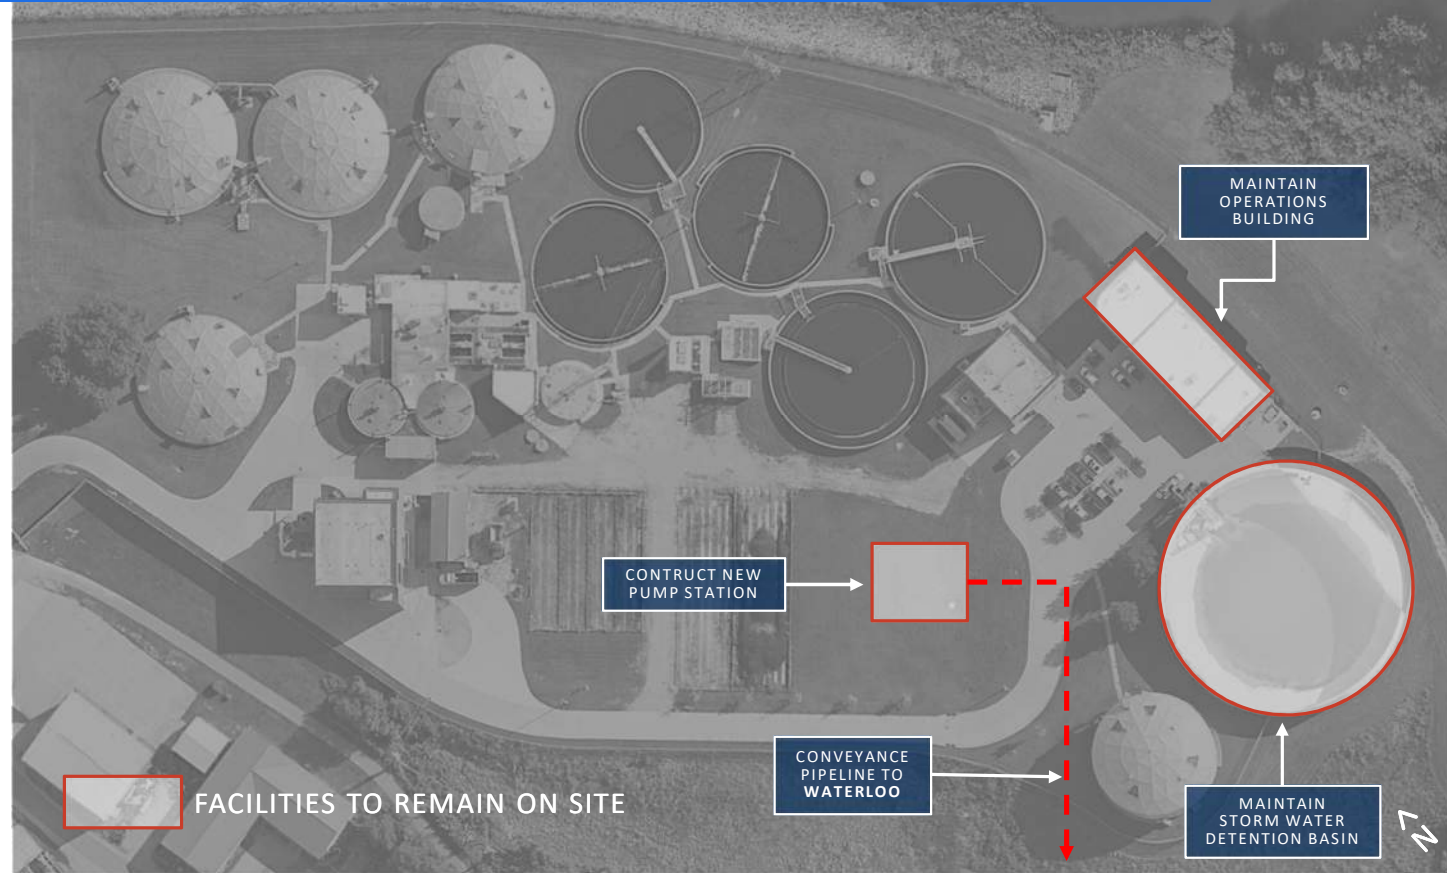 MAINTAIN
OPERATIONS
BUILDING
CONTRUCT NEW
PUMP STATION
CONVEYANCE
PIPELINE TO
WATERLOO
MAINTAIN
STORM WATER
DETENTION BASIN
FACILITIES TO REMAIN ON SITE
N